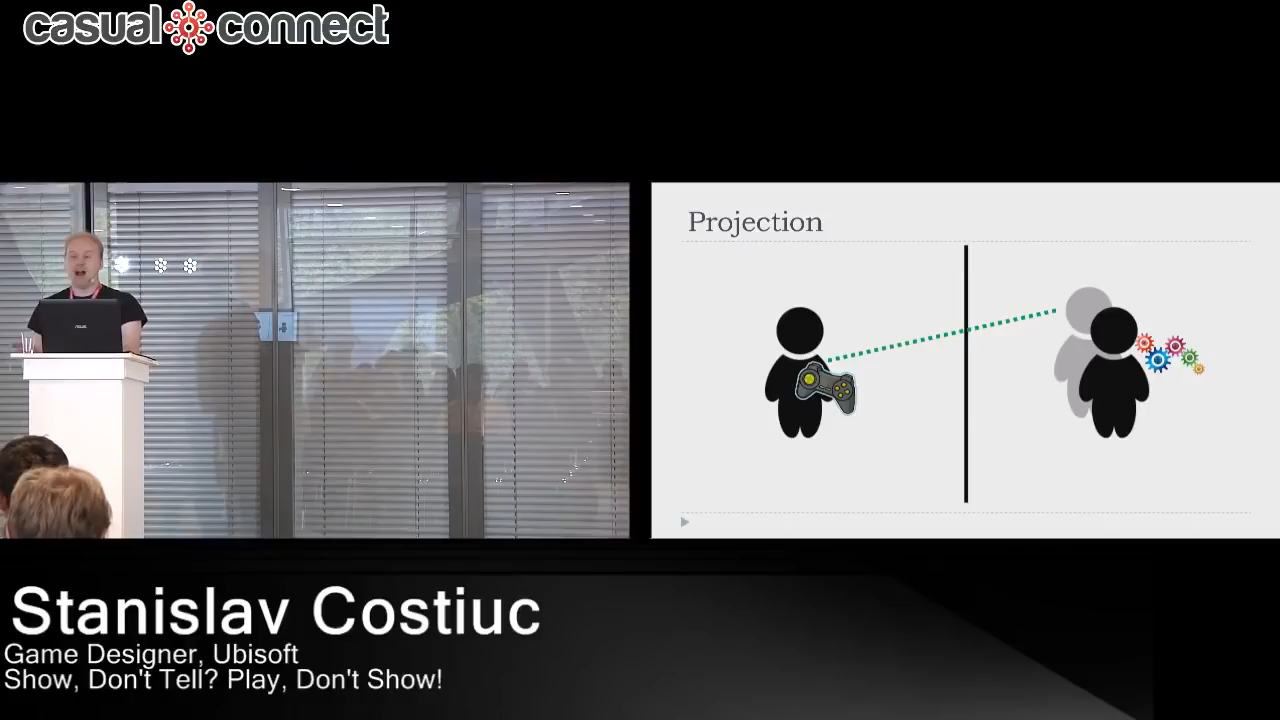 casual connect
Projection
Stanislav Costiuc
Game Designer, Ubisoft
Show, Don't Tell? Play, Don't Show!